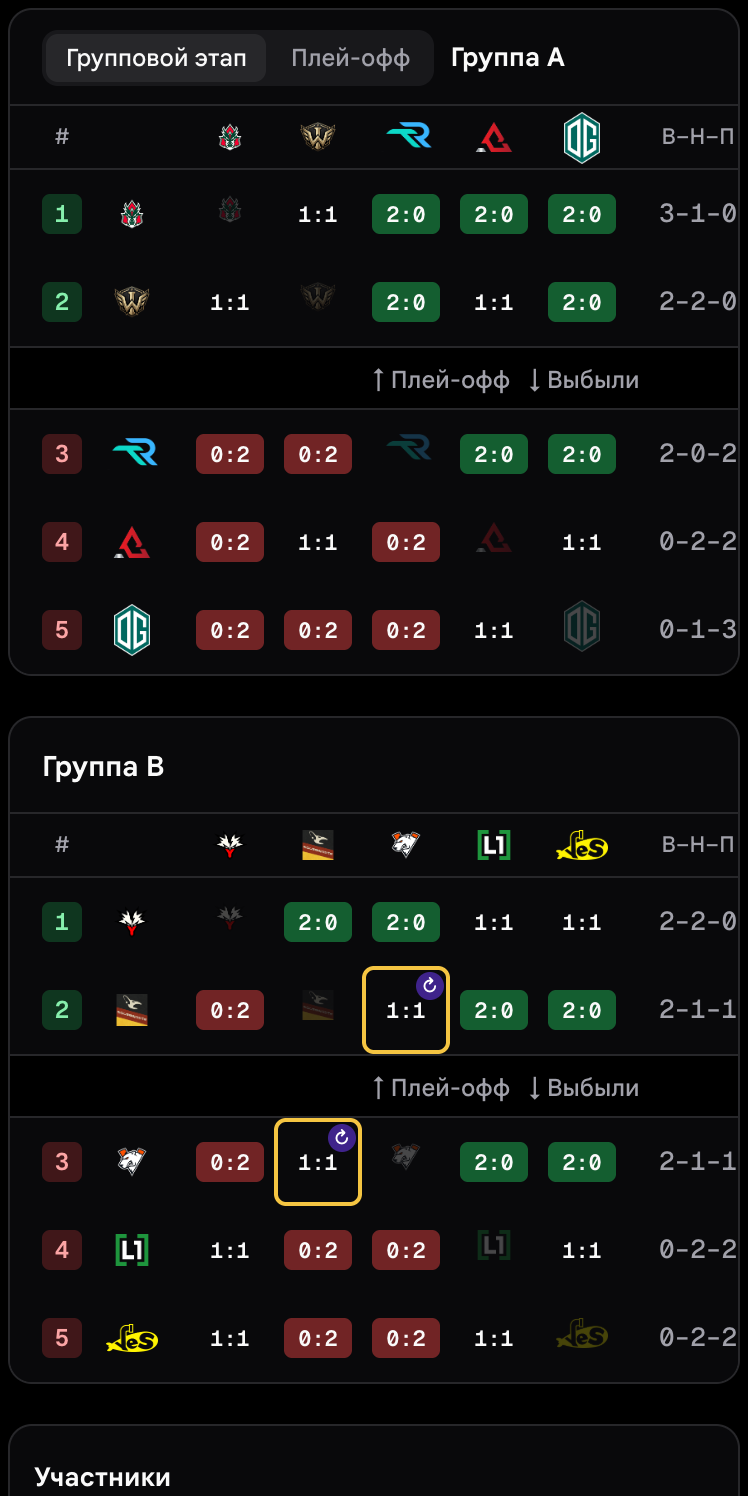 Групповой этап Плей-офф Группа A
# OG В–Н–П
1 1:1 2:0 2:0 2:0 3–1–0
2 1:1 2:0 1:1 2:0 2–2–0
↑ Плей-офф ↓ Выбыли
3 0:2 0:2 2:0 2:0 2–0–2
4 0:2 1:1 0:2 1:1 0–2–2
5 OG 0:2 0:2 0:2 1:1 OG 0–1–3
Группа B
# L1 В–Н–П
1 2:0 2:0 1:1 1:1 2–2–0
2 0:2 1:1 2:0 2:0 2–1–1
↑ Плей-офф ↓ Выбыли
3 0:2 1:1 2:0 2:0 2–1–1
4 L1 1:1 0:2 0:2 L1 1:1 0–2–2
5 1:1 0:2 0:2 1:1 0–2–2
Участники